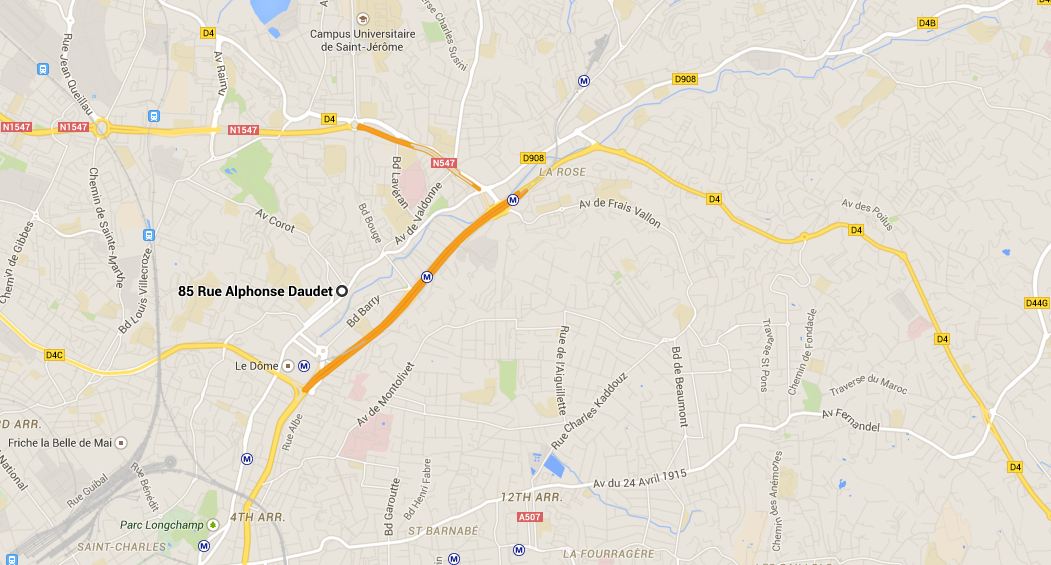 D4
Campus Universitaire
de Saint-Jérôme
Traverse Charles Susini
D4B
Rue Jean Queillau
Av Rainy
M
D908
N1547
N1547
N1547
D4
D908
N547
LA ROSE
Bd Lavéran
Chemin de Sainte-Marthe
D4
M
Av de Frais Vallon
Av des Poilus
Bd Bouge
Av de Valdonne
Av Corot
D4
Chemin de Gibbes
Bd Louis Villecroze
M
85 Rue Alphonse Daudet
D44G
Bd Barry
D4
D4C
Le Dôme
M
Rue de l'Aiguillette
Bd de Beaumont
Traverse St Pons
Chemin de Fondacle
Av de Montolivet
Rue Charles Kaddouz
Traverse du Maroc
Rue Albe
Av Fernandel
3RD ARR.
Friche la Belle de Mai
M
D4
National
Rue Guibal
Rue Bénédit
Bd Henri Fabre
Bd Garoutte
Av du 24 Avril 1915
Chemin des Anémones
12TH ARR.
4TH ARR.
A507
Parc Longchamp
ST BARNABÉ
SAINT-CHARLES
M
M
M
LA FOURRAGÈRE